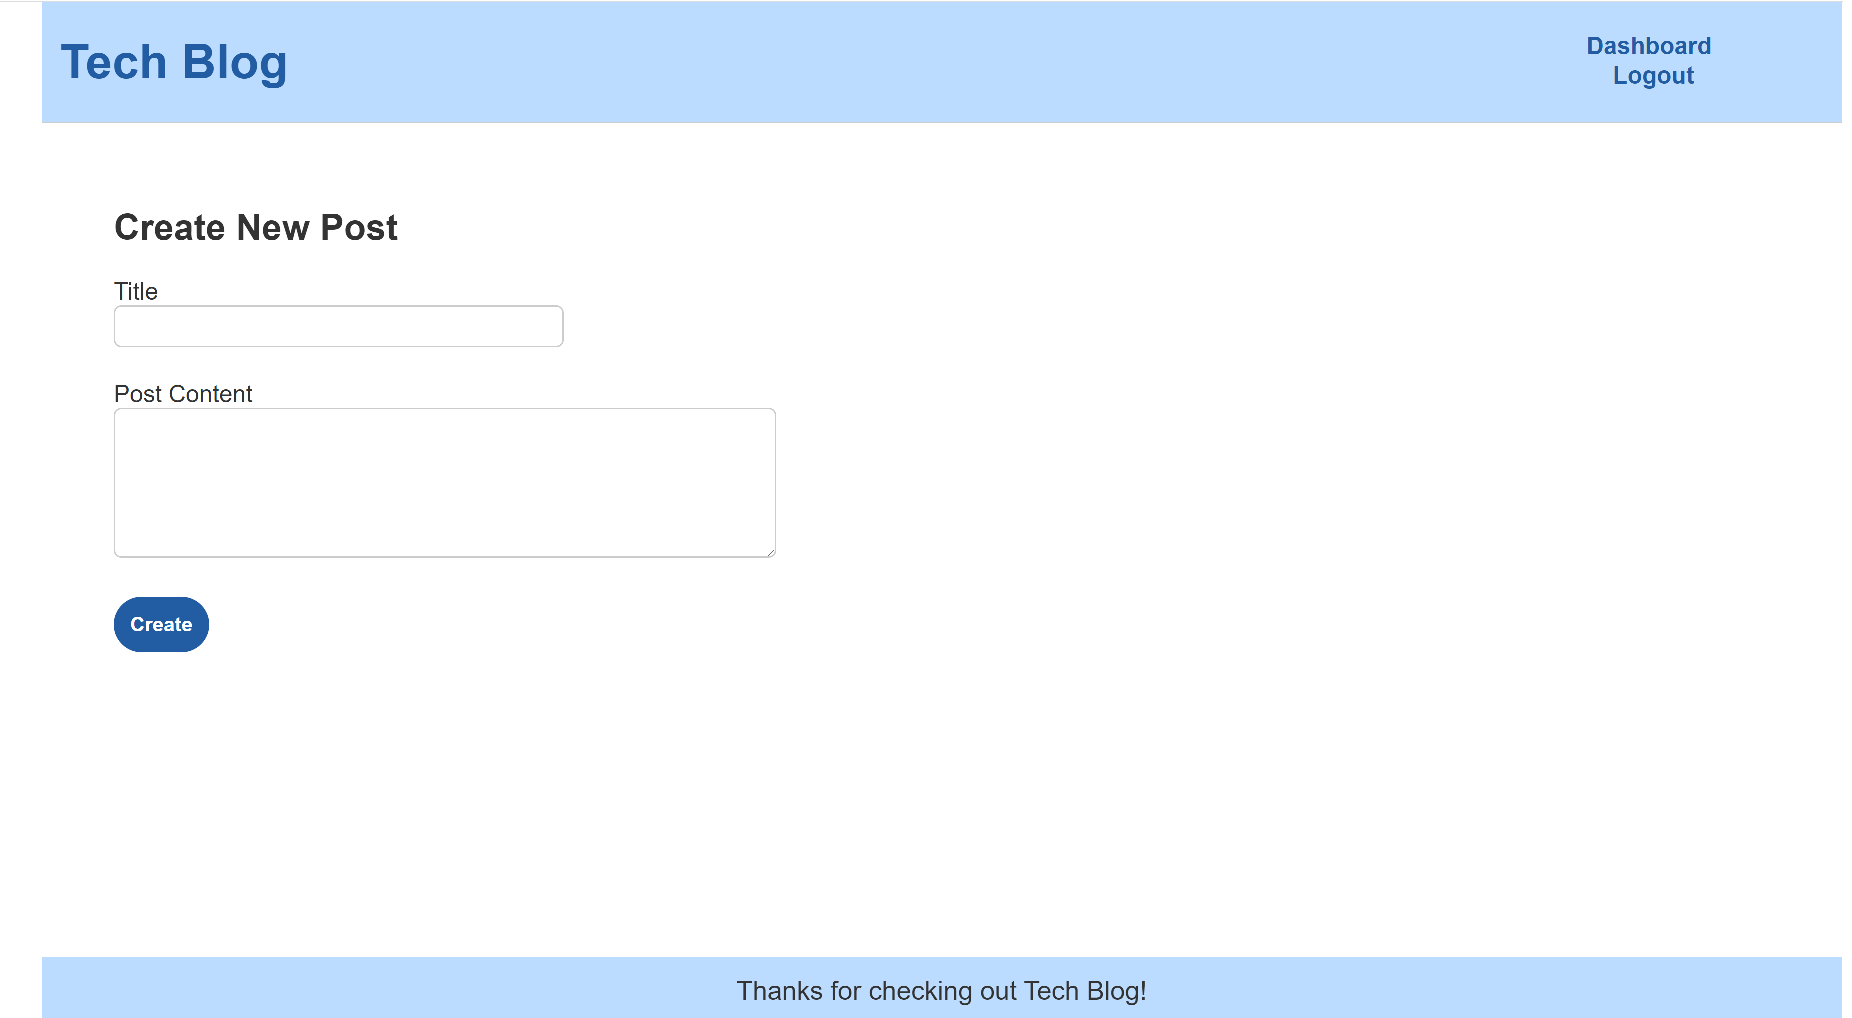 Tech Blog
Dashboard
Logout
Create New Post
Title
Post Content
Create
Thanks for checking out Tech Blog!